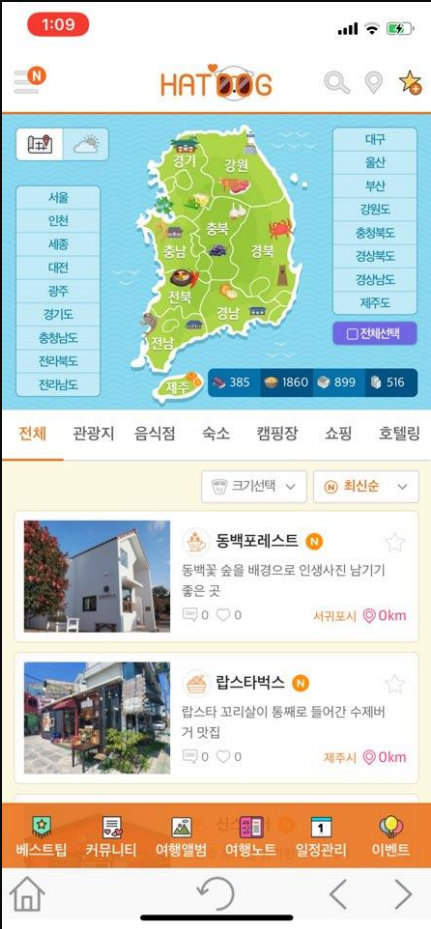 1:09
N
HATOOG
경기
강원
충북
충남
경북
전북
경남
전남
제주
서울
인천
세종
대전
광주
경기도
충청남도
전라북도
전라남도
대구
울산
부산
강원도
충청북도
경상북도
경상남도
제주도
전체선택
385 1860 899 516
전체 관광지 음식점 숙소 캠핑장 쇼핑 호텔링
크기선택 N 최신순
동백포레스트 N
동백꽃 숲을 배경으로 인생사진 남기기
좋은 곳
0 0 서귀포시 0km
랍스타벅스 N
랍스타 꼬리살이 통째로 들어간 수제버
거 맛집
0 0 제주시 0km
1
베스트팁 커뮤니티 여행앨범 여행노트 일정관리 이벤트